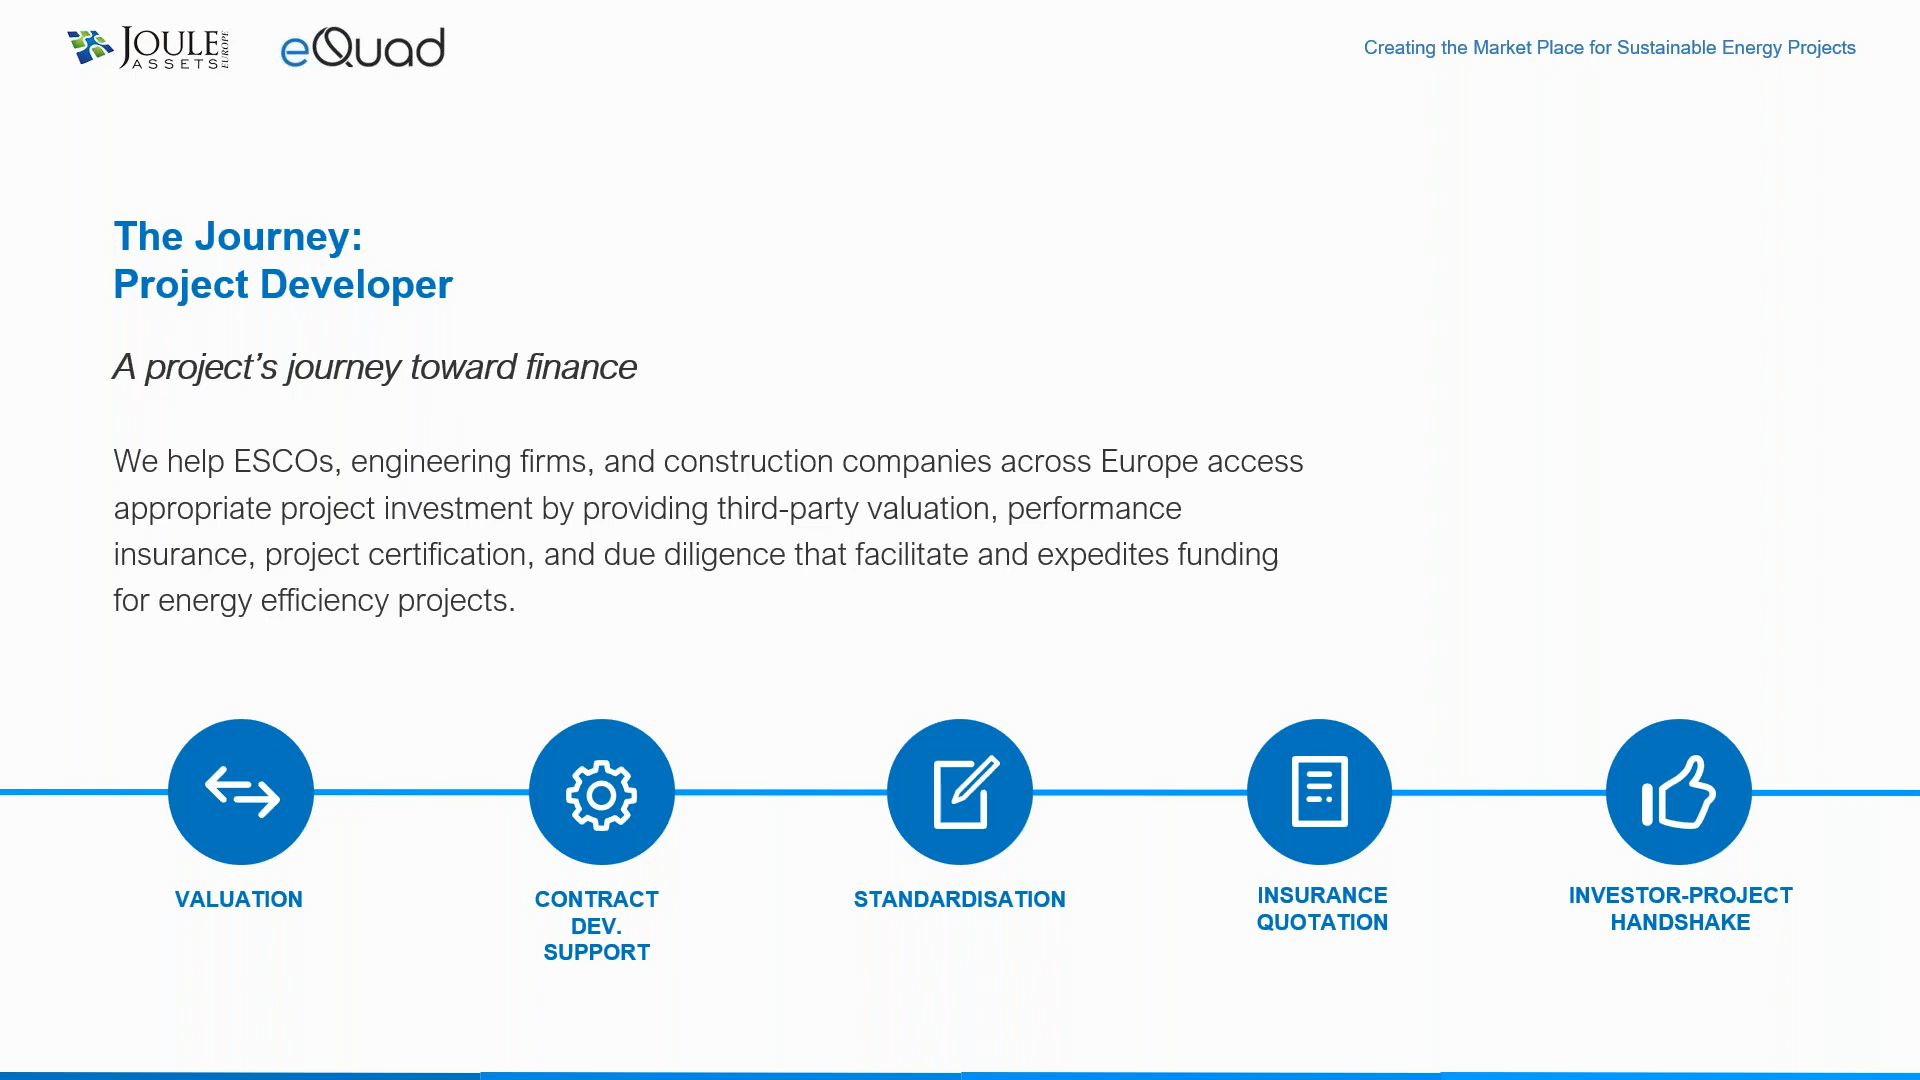 JOULE
ASSETS
EUROPE
eQuad
Creating the Market Place for Sustainable Energy Projects
The Journey:
Project Developer
A project’s journey toward finance
We help ESCOs, engineering firms, and construction companies across Europe access
appropriate project investment by providing third-party valuation, performance
insurance, project certification, and due diligence that facilitate and expedites funding
for energy efficiency projects.
VALUATION
CONTRACT
DEV.
SUPPORT
STANDARDISATION
INSURANCE
QUOTATION
INVESTOR-PROJECT
HANDSHAKE